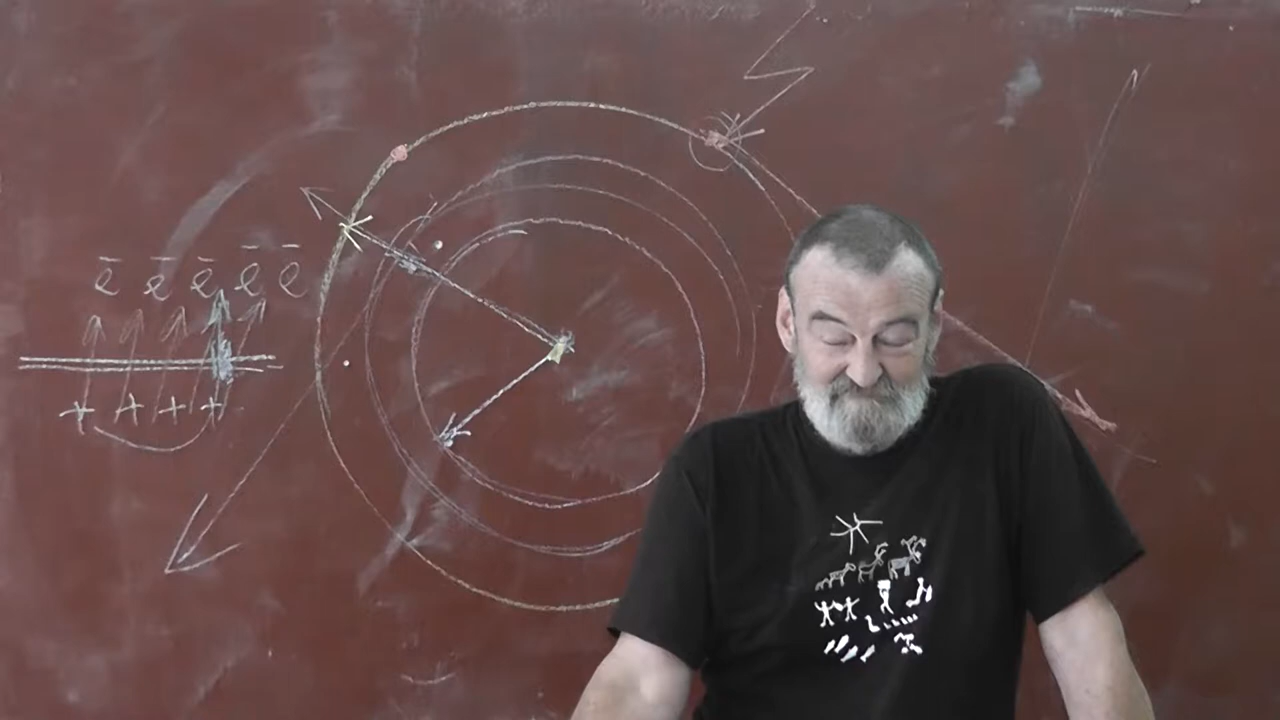 ē ē ē ē ē
+ + + +